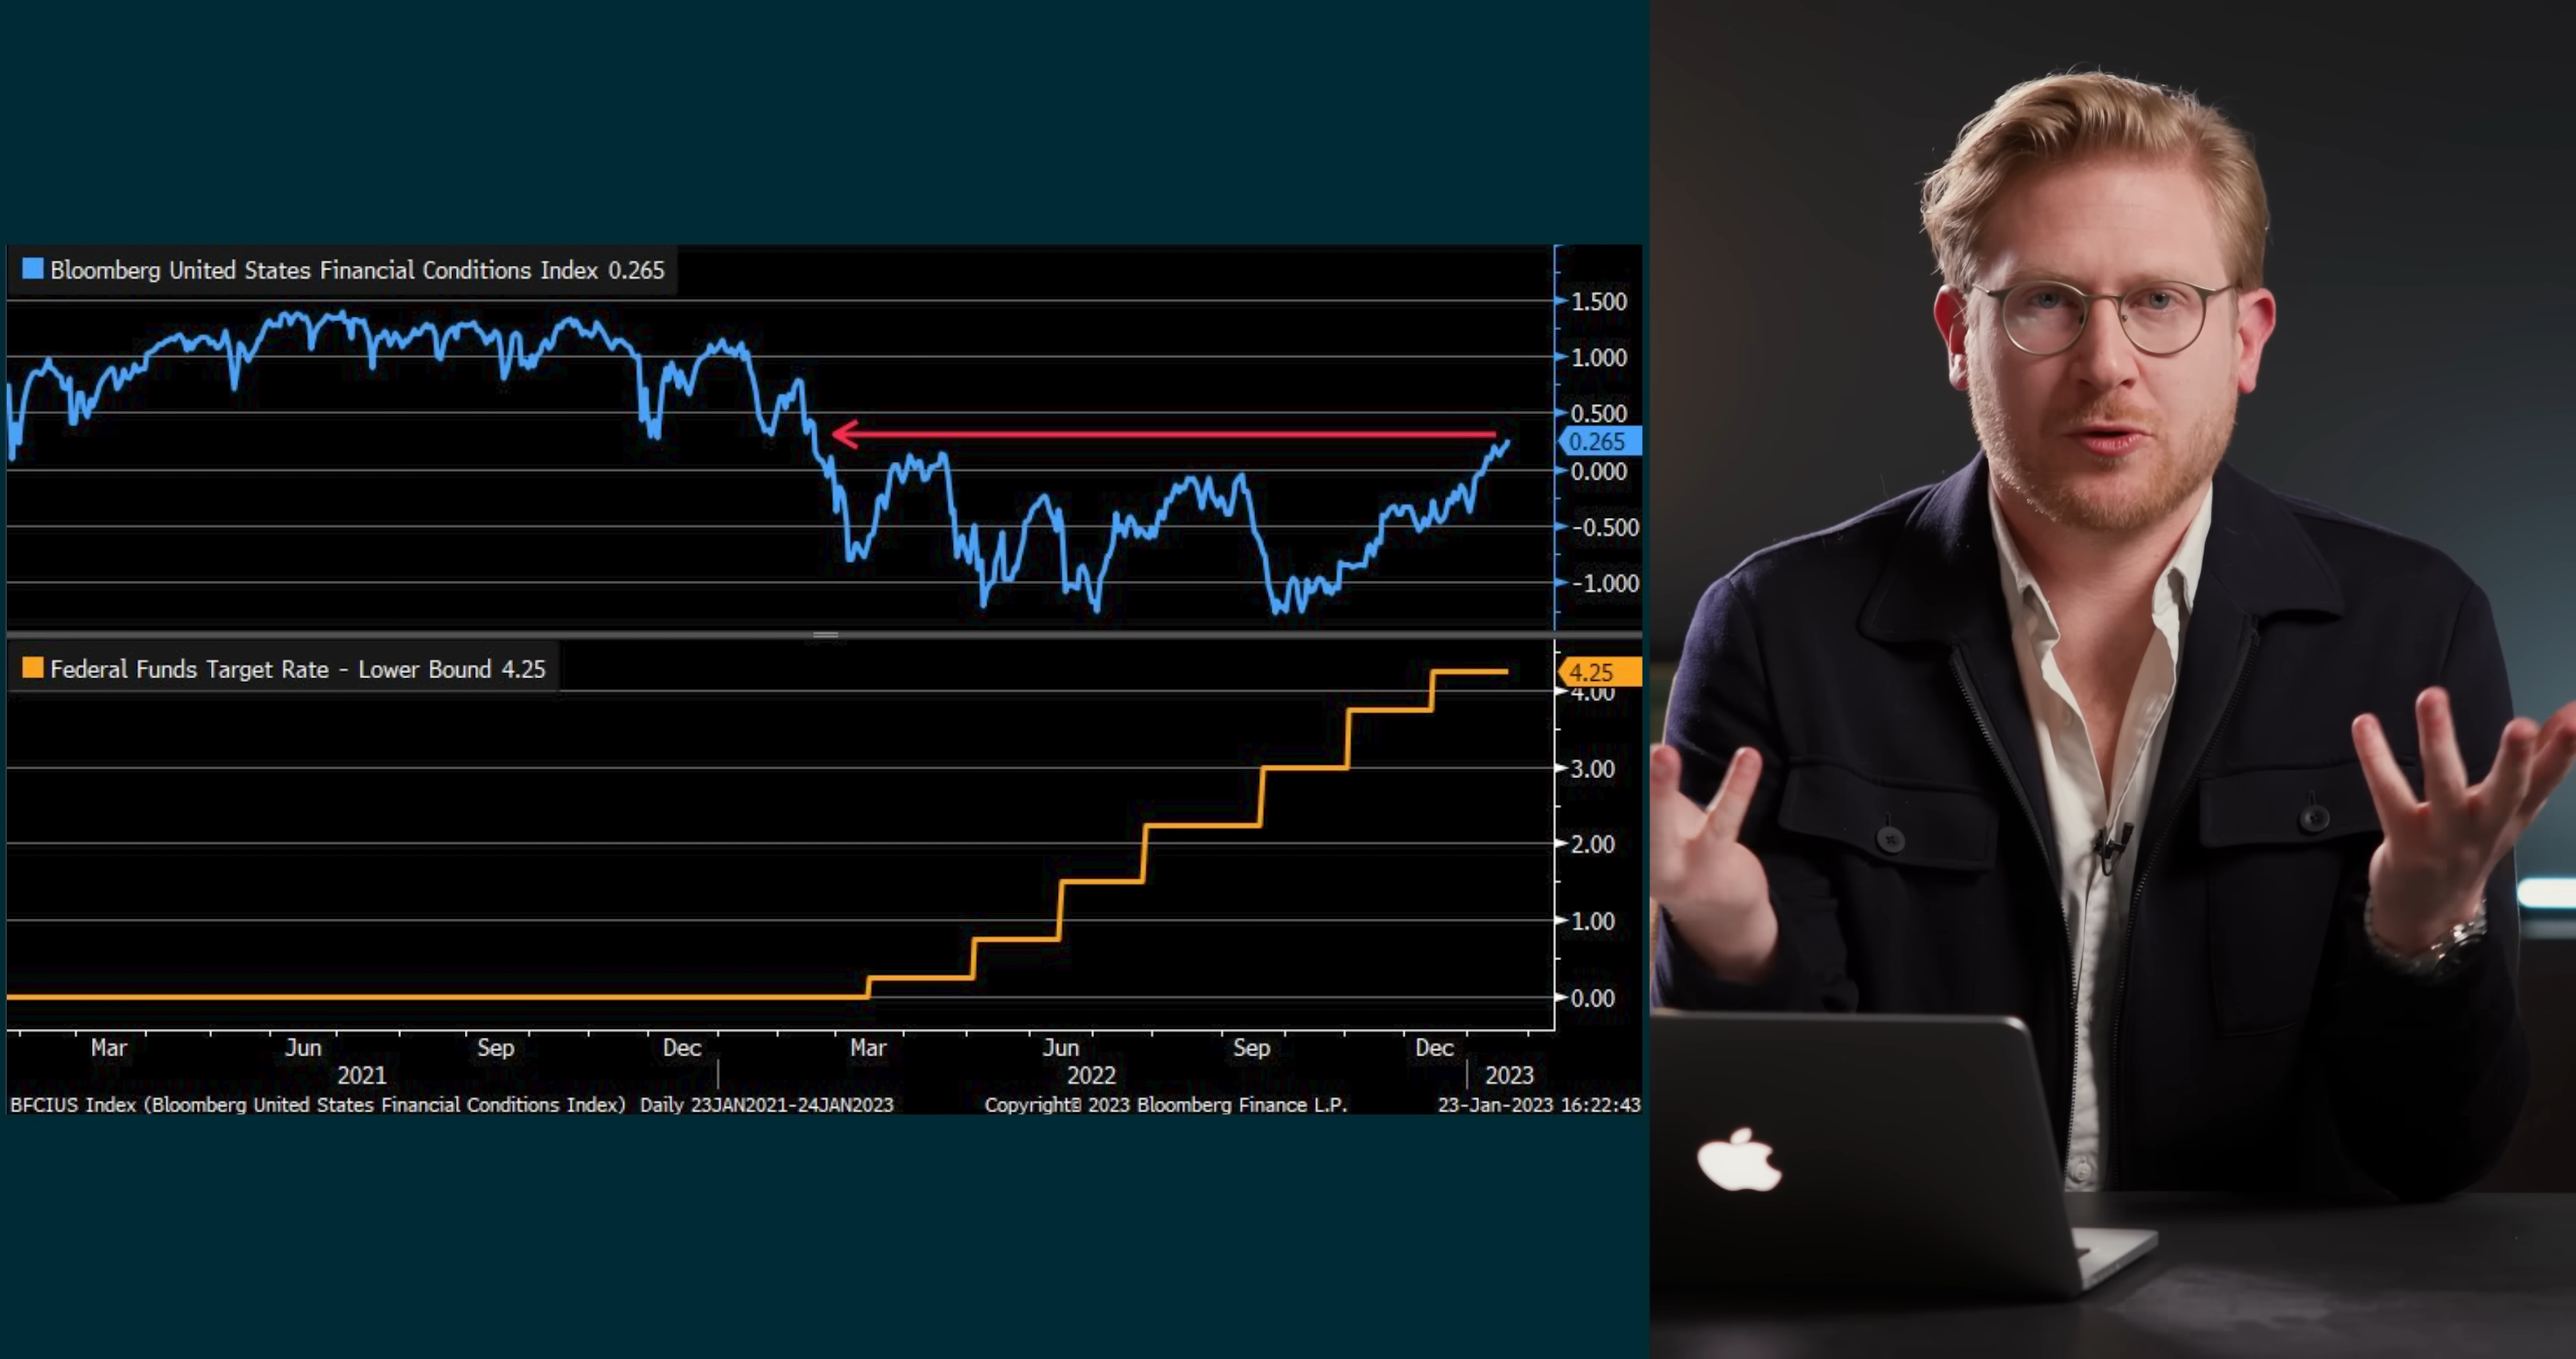 Bloomberg United States Financial Conditions Index 0.265
1.500
1.000
0.500
0.265
0.000
-0.500
-1.000
Federal Funds Target Rate - Lower Bound 4.25
4.25
4.00
3.00
2.00
1.00
0.00
Mar Jun Sep Dec Mar Jun Sep Dec
2021 2022 2023
BFCIUS Index (Bloomberg United States Financial Conditions Index) Daily 23JAN2021-24JAN2023 Copyright© 2023 Bloomberg Finance L.P. 23-Jan-2023 16:22:43